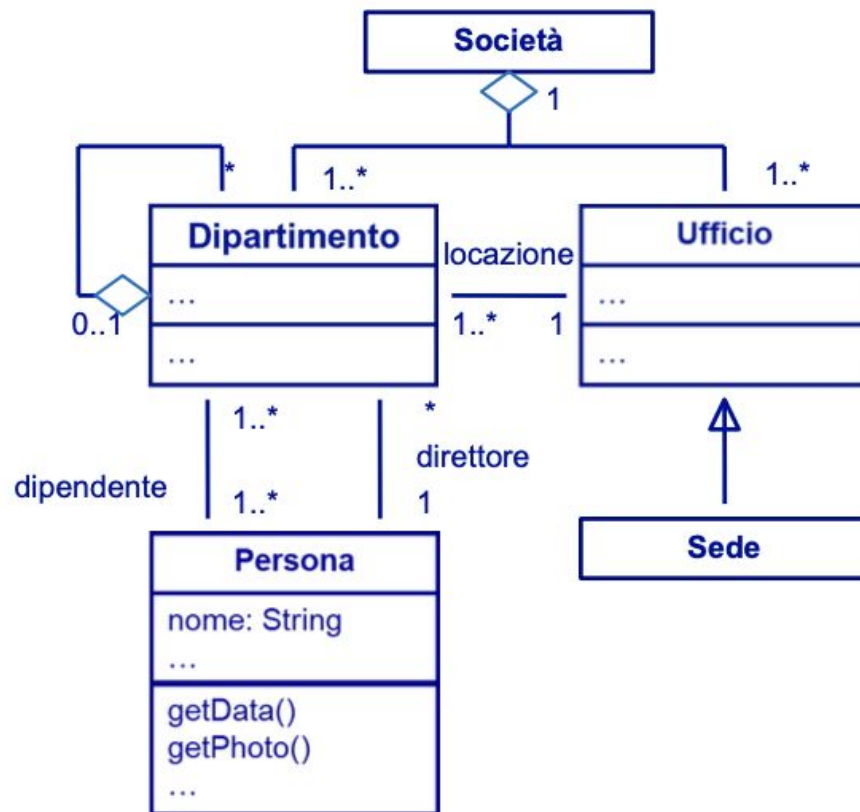 Società
1
*
1..*
1..*
Dipartimento
Ufficio
locazione
...
...
0..1
1..*
1
...
...
1..*
*
dipendente
direttore
1..*
1
Persona
Sede
nome: String
...
getData()
getPhoto()
...